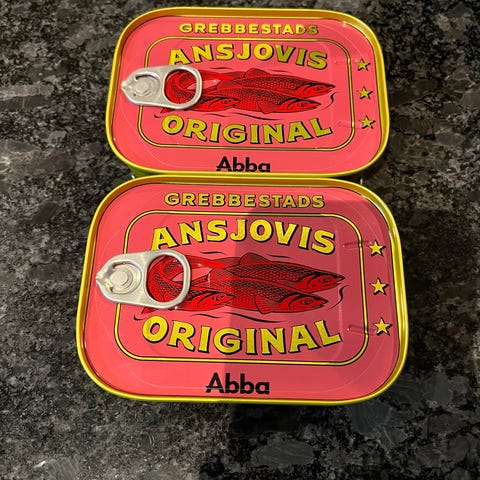 GREBBESTADS
ANSJOVIS
ORIGINAL
Abba
GREBBESTADS
ANSJOVIS
ORIGINAL
Abba